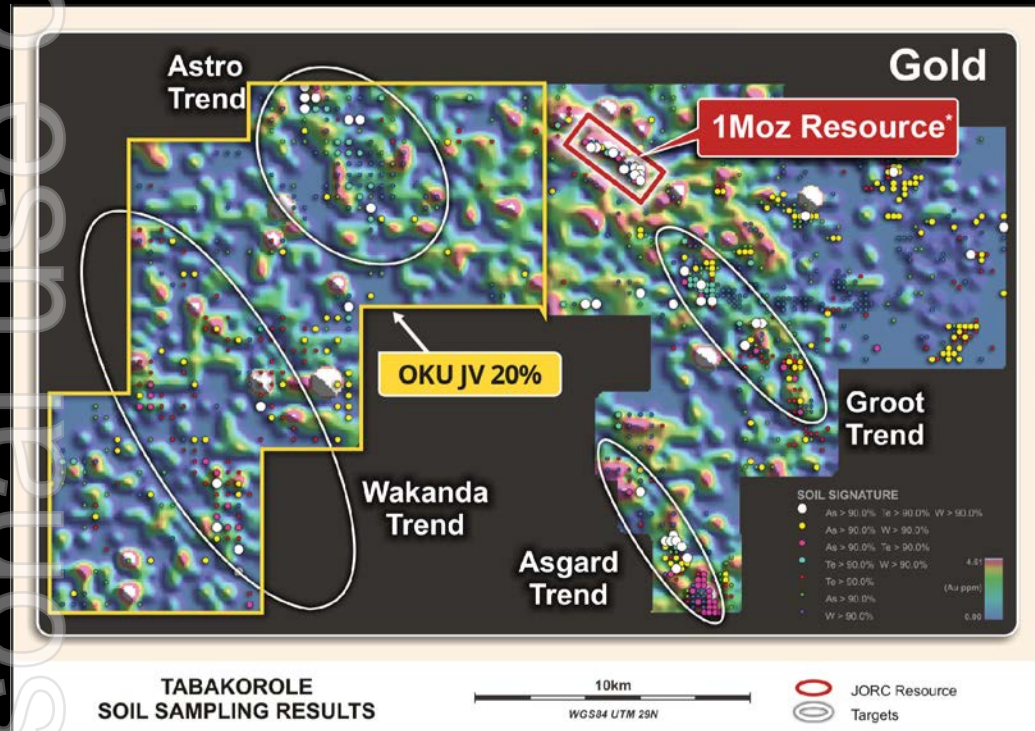 Gold
Astro
Trend
1Moz Resource*
OKU JV 20%
Groot
Trend
Wakanda
Trend
Asgard
Trend
SOIL SIGNATURE
As > 90.0% Te > 90.0% W > 90.0%
As > 90.0% W > 90.0%
As > 90.0% Te > 90.0%
Te > 90.0% W > 90.0%
Te > 90.0%
As > 90.0%
W > 90.0%
(Au ppm)
TABAKOROLE
SOIL SAMPLING RESULTS
10km
WGS84 UTM 29N
JORC Resource
Targets
sonal use o